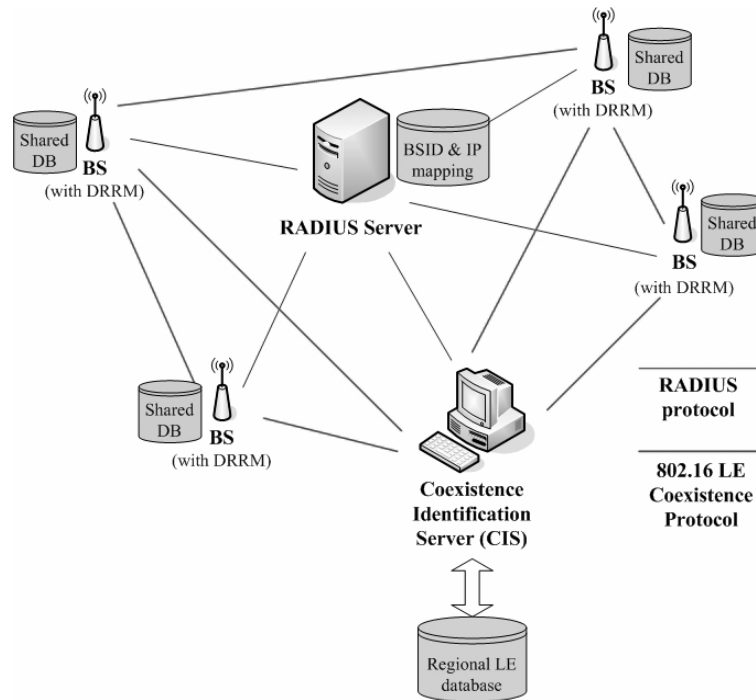 Shared
DB
BS
(with DRRM)
Shared
DB
BS
(with DRRM)
BSID & IP
mapping
RADIUS Server
Shared
DB
BS
(with DRRM)
Shared
DB
BS
(with DRRM)
Coexistence
Identification
Server (CIS)
RADIUS
protocol
802.16 LE
Coexistence
Protocol
Regional LE
database